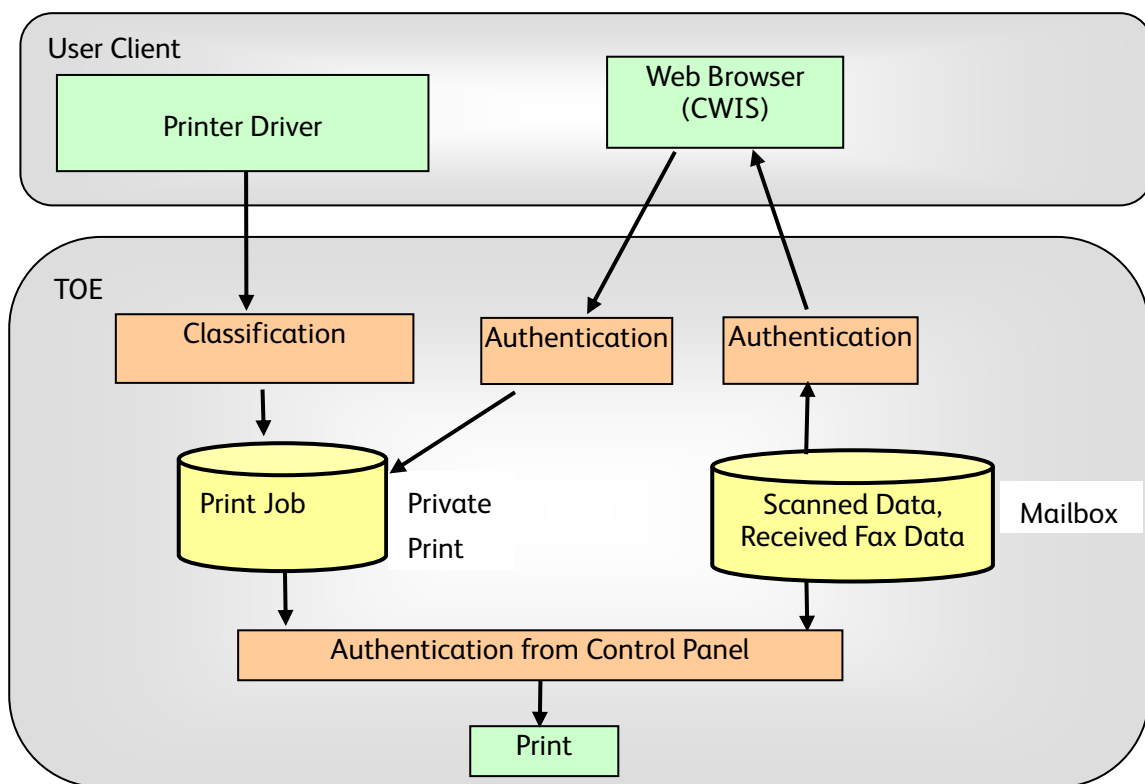 User Client
Printer Driver
Web Browser
(CWIS)
TOE
Classification
Authentication
Authentication
Print Job
Private
Print
Scanned Data,
Received Fax Data
Mailbox
Authentication from Control Panel
Print